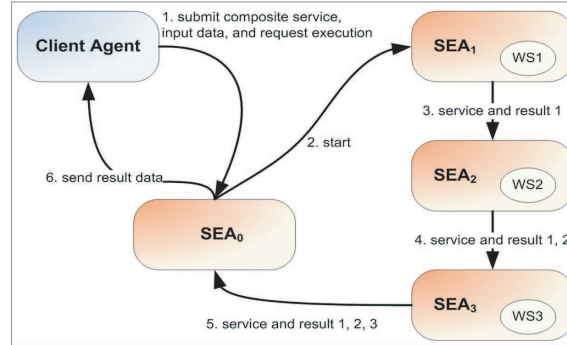 Client Agent
1. submit composite service,
input data, and request execution
SEA₁
WS1
2. start
3. service and result 1
6. send result data
SEA₂
WS2
SEA₀
4. service and result 1, 2
SEA₃
WS3
5. service and result 1, 2, 3